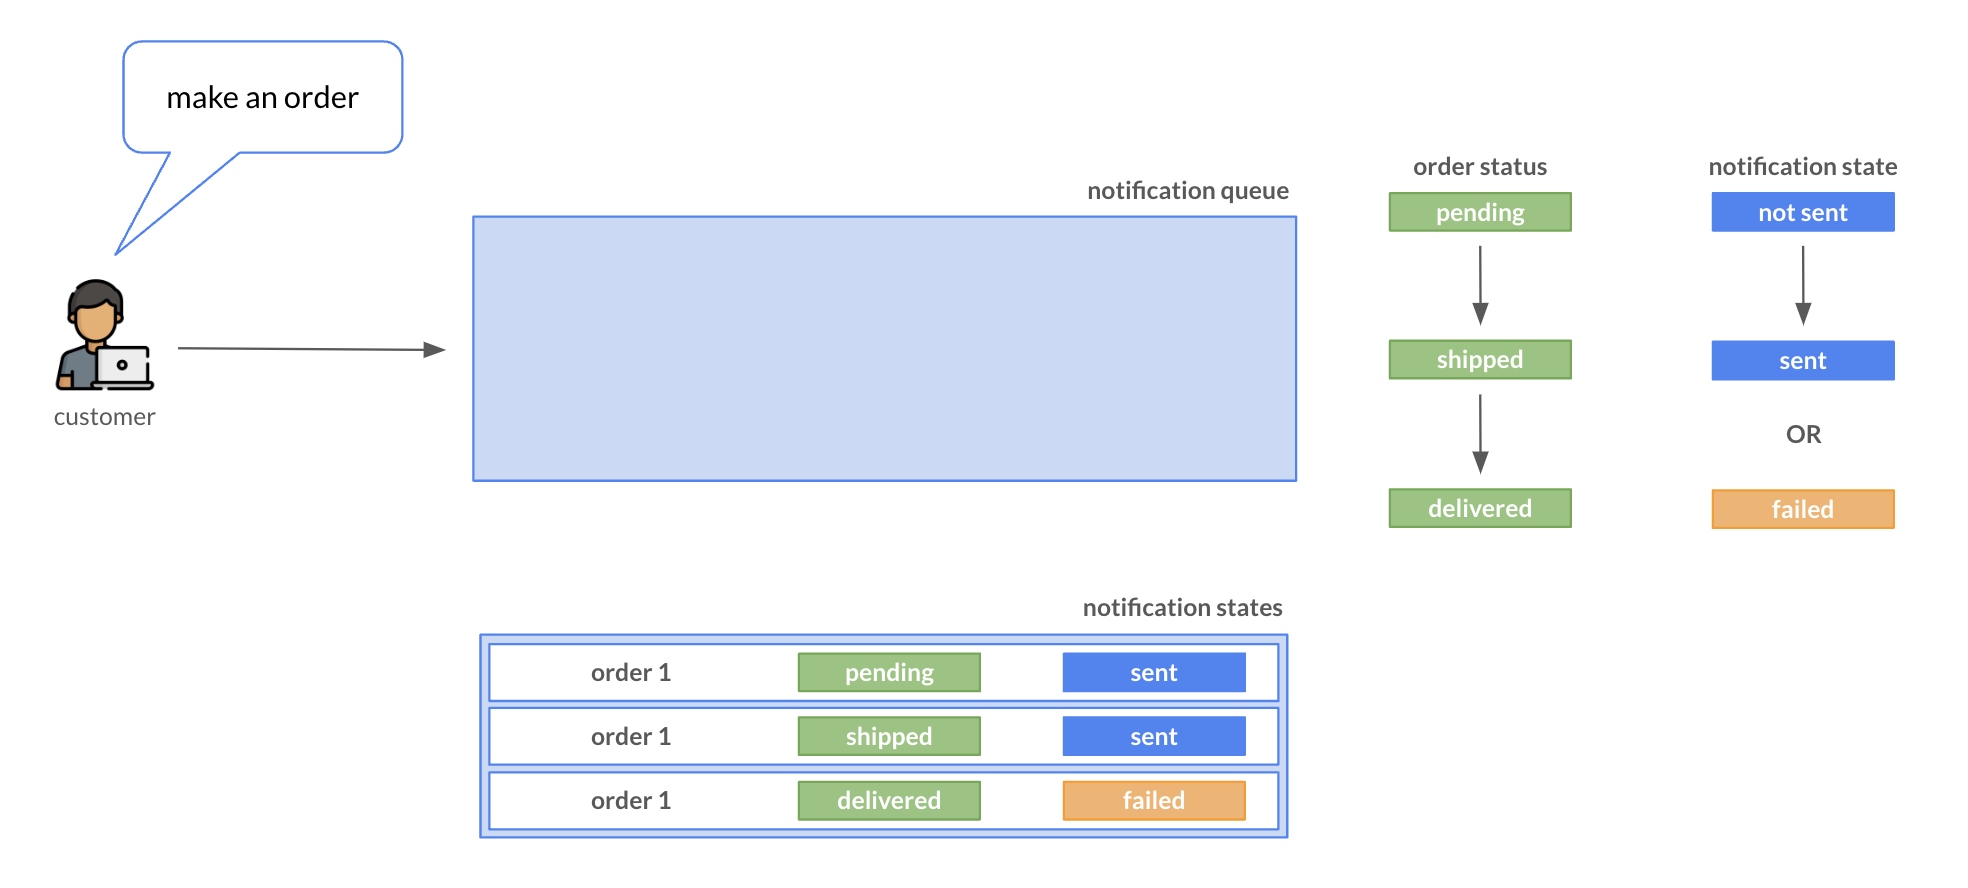 make an order
customer
notification queue
order status
pending
shipped
delivered
notification state
not sent
sent
OR
failed
notification states
order 1 pending sent
order 1 shipped sent
order 1 delivered failed